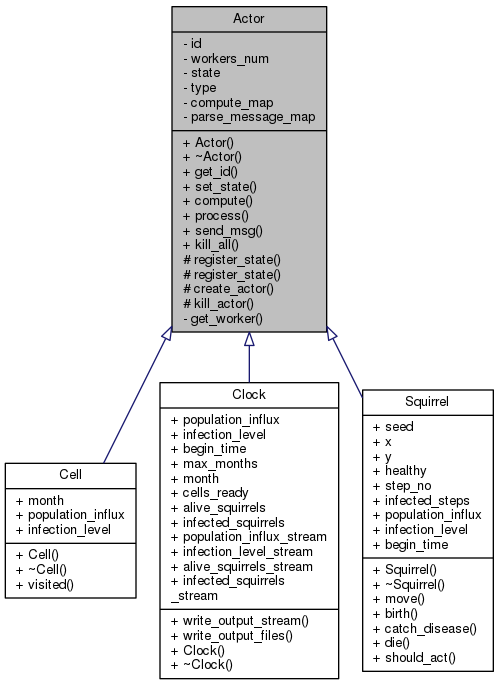 Actor
- id
- workers_num
- state
- type
- compute_map
- parse_message_map
+ Actor()
+ ~Actor()
+ get_id()
+ set_state()
+ compute()
+ process()
+ send_msg()
+ kill_all()
# register_state()
# register_state()
# create_actor()
# kill_actor()
- get_worker()
Cell
+ month
+ population_influx
+ infection_level
+ Cell()
+ ~Cell()
+ visited()
Clock
+ population_influx
+ infection_level
+ begin_time
+ max_months
+ month
+ cells_ready
+ alive_squirrels
+ infected_squirrels
+ population_influx_stream
+ infection_level_stream
+ alive_squirrels_stream
+ infected_squirrels
_stream
+ write_output_stream()
+ write_output_files()
+ Clock()
+ ~Clock()
Squirrel
+ seed
+ x
+ y
+ healthy
+ step_no
+ infected_steps
+ population_influx
+ infection_level
+ begin_time
+ Squirrel()
+ ~Squirrel()
+ move()
+ birth()
+ catch_disease()
+ die()
+ should_act()